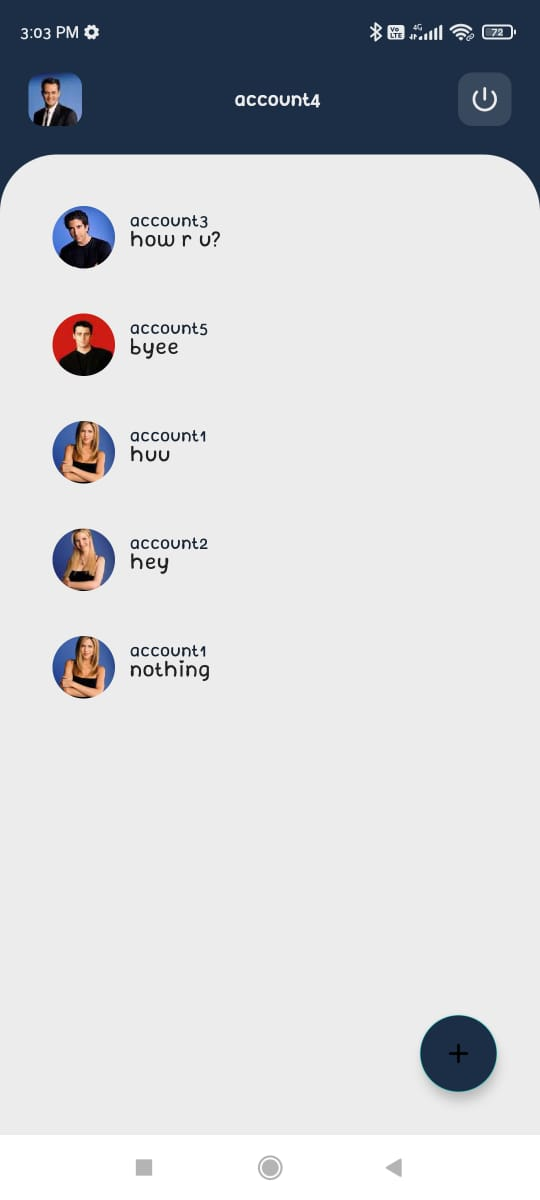 3:03 PM
Vo
LTE
4G
72
account4
account3
how r u?
account5
byee
account1
huu
account2
hey
account1
nothing
+